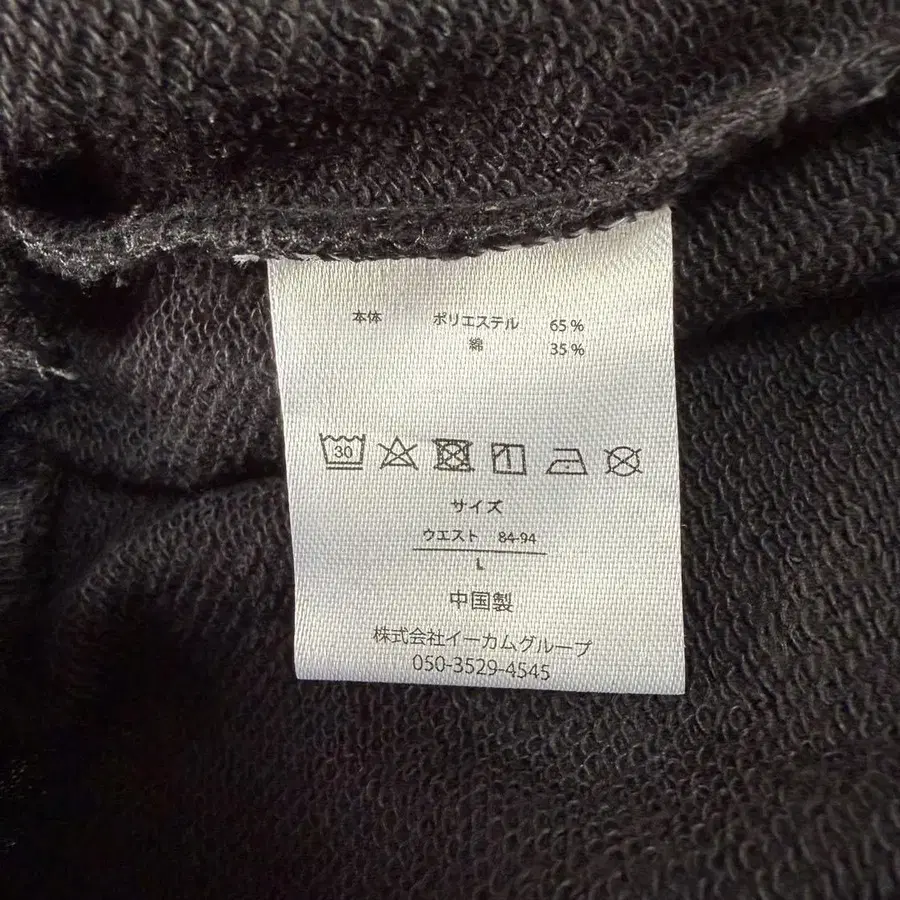 本体 ポリエステル 65%
綿 35%
30
サイズ
ウエスト 84-94
L
中国製
株式会社イーカムグループ
050-3529-4545